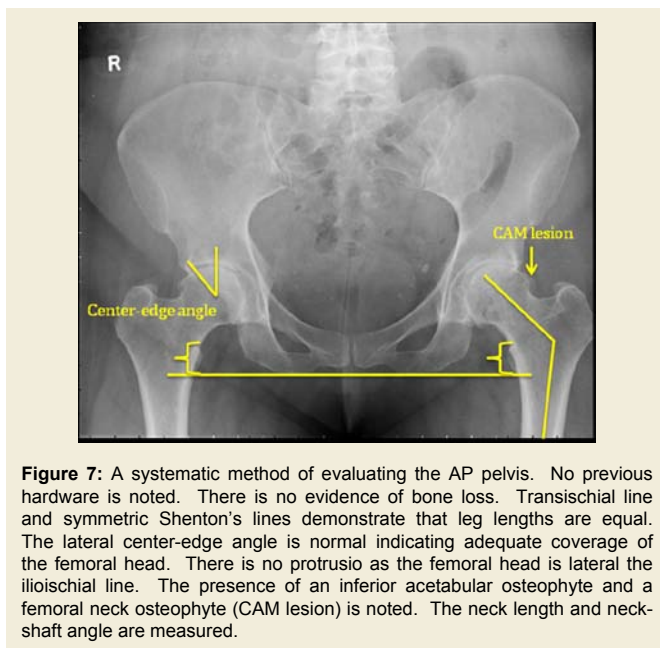 R
CAM lesion
Center-edge angle
Figure 7: A systematic method of evaluating the AP pelvis. No previous
hardware is noted. There is no evidence of bone loss. Transischial line
and symmetric Shenton's lines demonstrate that leg lengths are equal.
The lateral center-edge angle is normal indicating adequate coverage of
the femoral head. There is no protrusio as the femoral head is lateral the
ilioischial line. The presence of an inferior acetabular osteophyte and a
femoral neck osteophyte (CAM lesion) is noted. The neck length and neck-
shaft angle are measured.